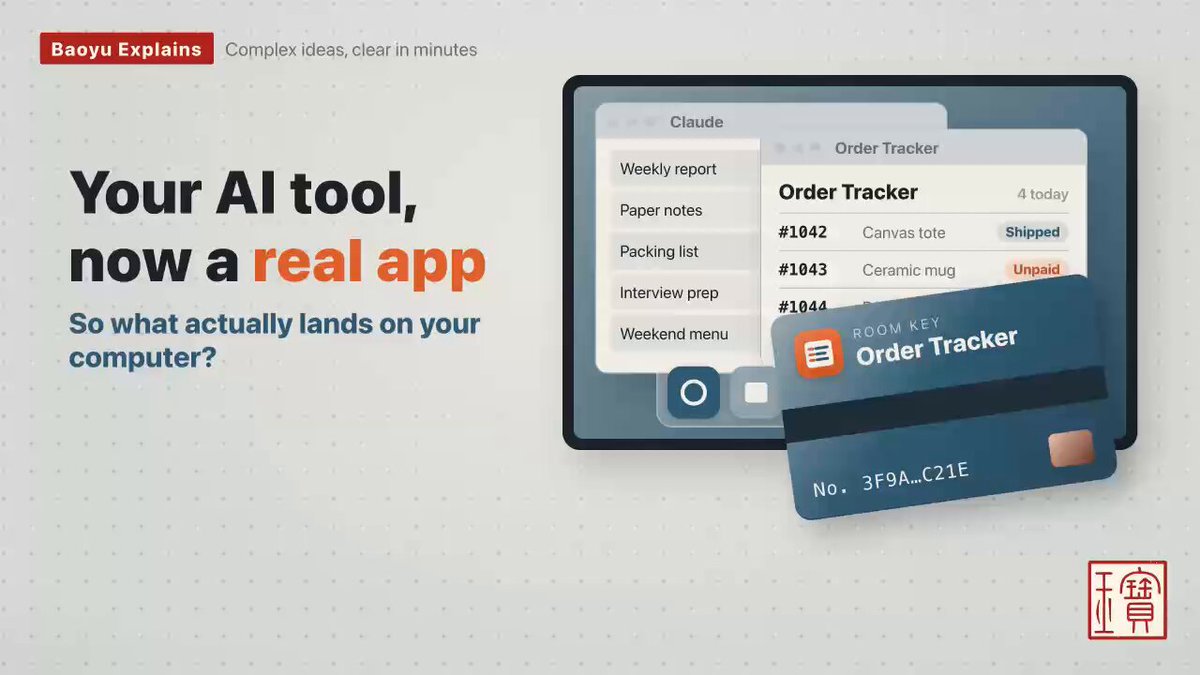 Baoyu Explains
Complex ideas, clear in minutes
Your AI tool,
now a real app
So what actually lands on your
computer?
Claude
Weekly report
Paper notes
Packing list
Interview prep
Weekend menu
Order Tracker
Order Tracker
4 today
#1042 Canvas tote Shipped
#1043 Ceramic mug Unpaid
#1044
ROOM KEY
Order Tracker
No. 3F9A…C21E
寶玉